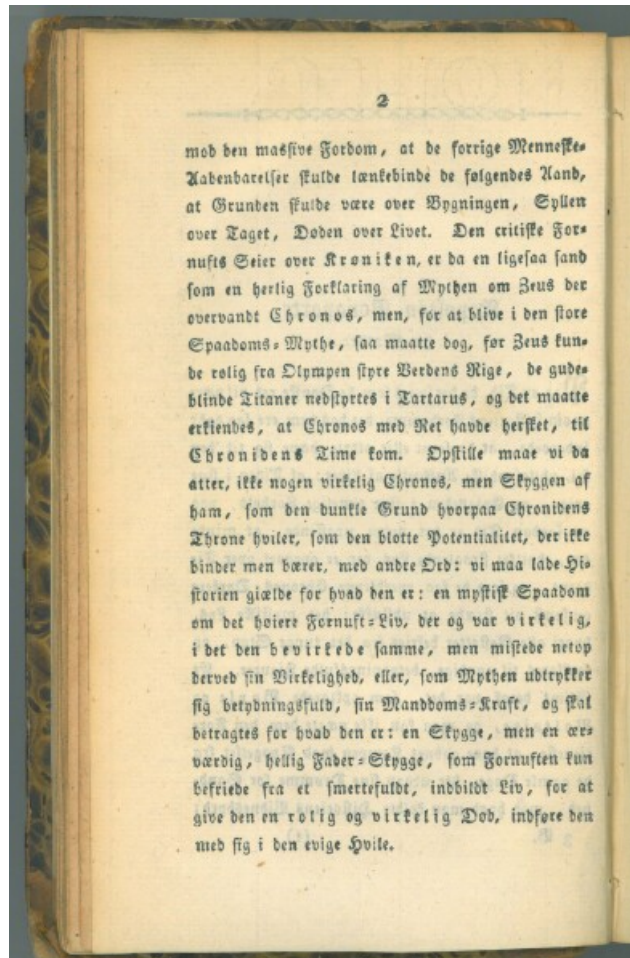 2
mod den massive Fordom, at de forrige Menneske-
Aabenbarelser skulde lænkebinde de følgendes Aand,
at Grunden skulde være over Bygningen, Syllen
over Taget, Døden over Livet. Den critiske For-
nufts Seier over Krøniken, er da en ligesaa sand
som en herlig Forklaring af Mythen om Zeus der
overvandt Chronos, men, for at blive i den store
Spaadoms-Mythe, saa maatte dog, før Zeus kun-
de rolig fra Olympen styre Verdens Rige, de gude-
blinde Titaner nedstyrtes i Tartarus, og det maatte
erkiendes, at Chronos med Ret havde hersket, til
Chronidens Time kom. Opstille maae vi da
atter, ikke nogen virkelig Chronos, men Skyggen af
ham, som den dunkle Grund hvorpaa Chronidens
Throne hviler, som den blotte Potentialitet, der ikke
binder men bærer, med andre Ord: vi maa lade Hi-
storien giælde for hvad den er: en mystisk Spaadom
om det høiere Fornuft-Liv, der og var virkelig,
i det den bevirkede samme, men mistede netop
derved sin Virkelighed, eller, som Mythen udtrykker
sig betydningsfuld, sin Manddoms-Kraft, og skal
betragtes for hvad den er: en Skygge, men en ær-
værdig, hellig Fader-Skygge, som Fornuften kun
befriede fra et smertefuldt, indbildt Liv, for at
give den en rolig og virkelig Død, indføre den
med sig i den evige Hvile.